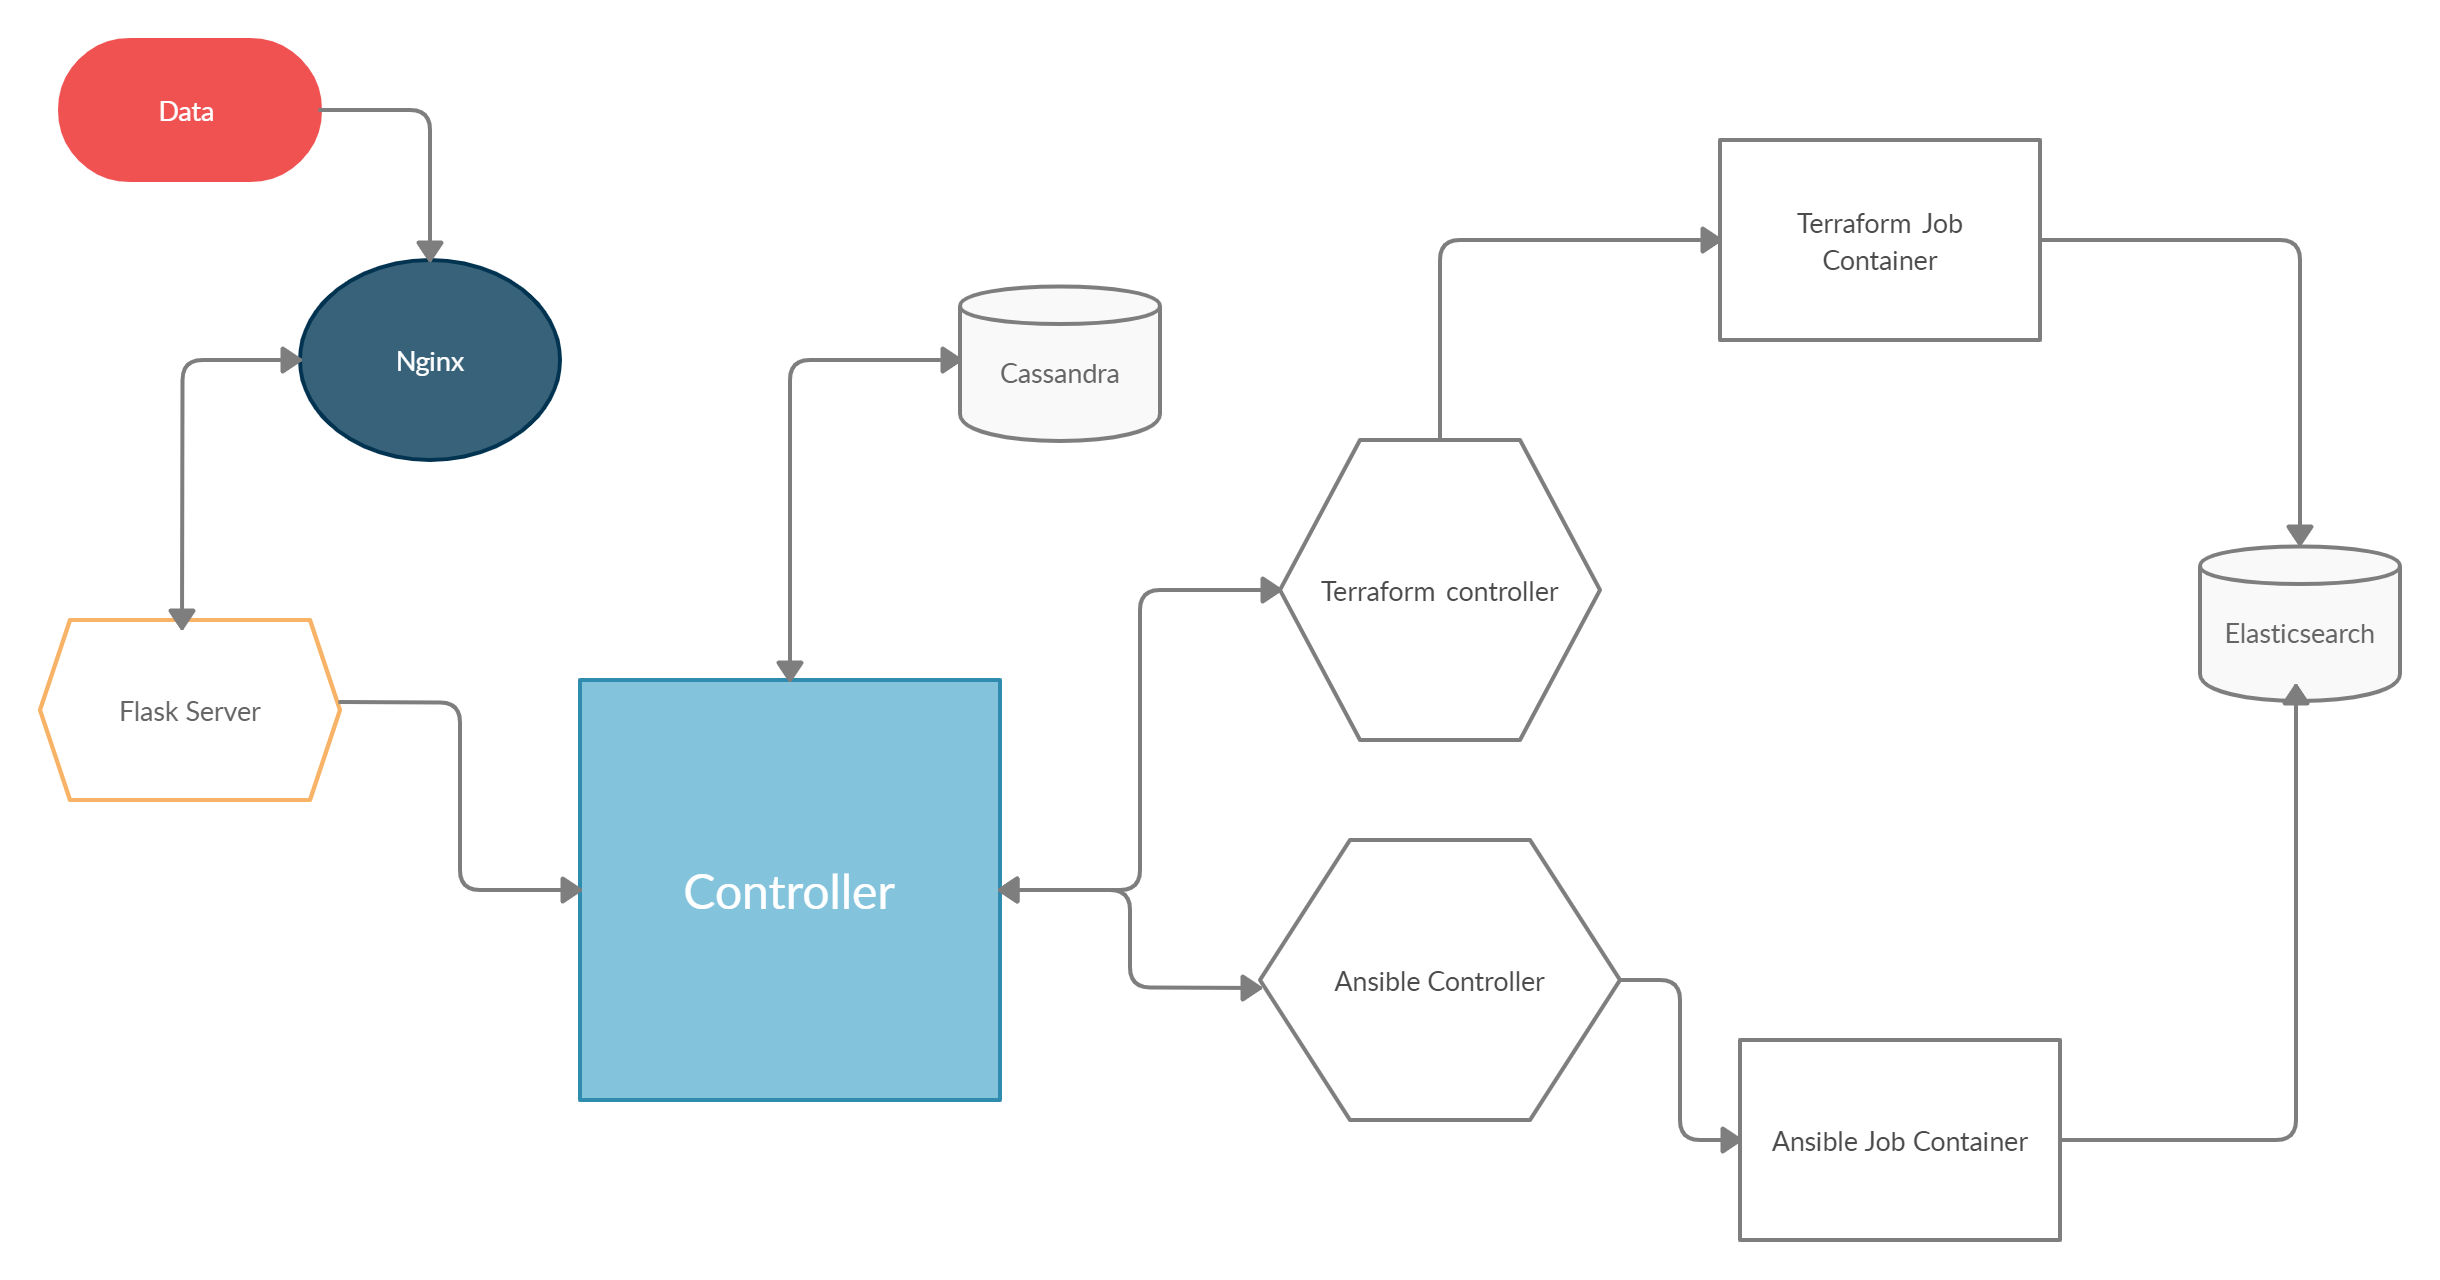 Data
Nginx
Cassandra
Terraform Job
Container
Terraform controller
Elasticsearch
Flask Server
Controller
Ansible Controller
Ansible Job Container